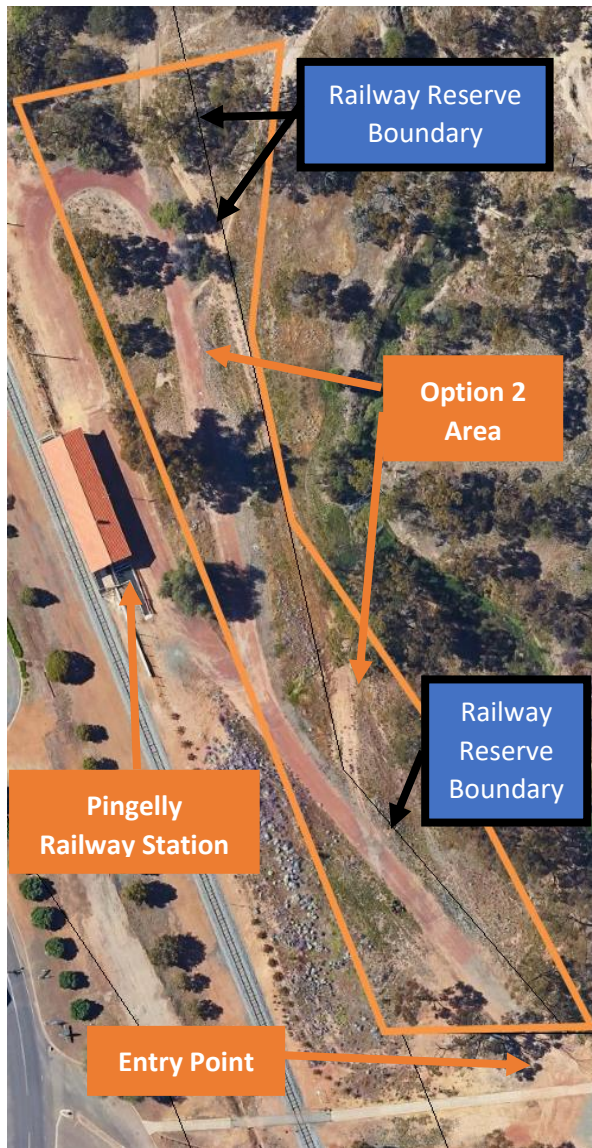 Railway Reserve
Boundary
Option 2
Area
Railway
Reserve
Boundary
Pingelly
Railway Station
Entry Point